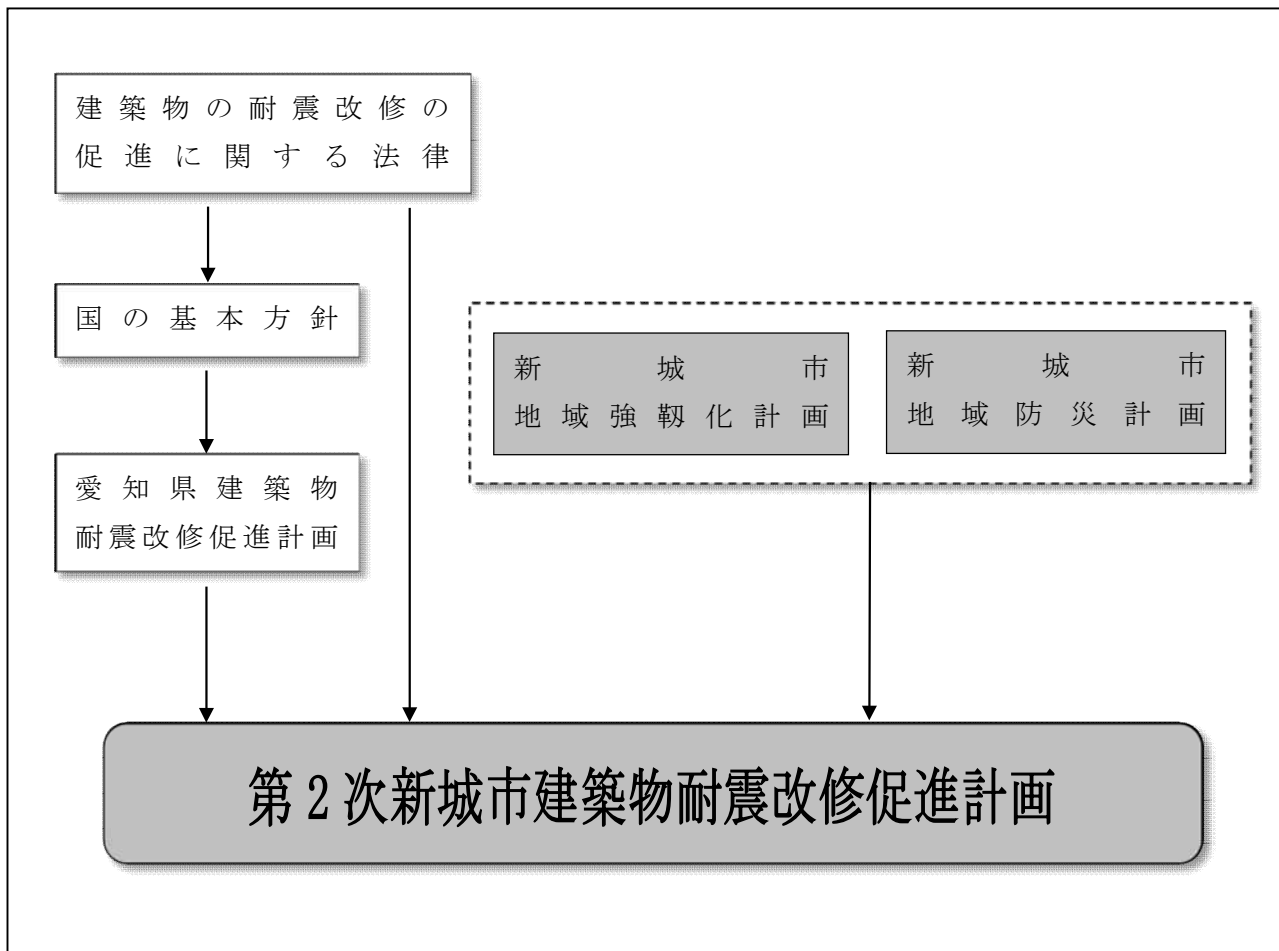 建築物の耐震改修の
促進に関する法律
国の基本方針
愛知県建築物
耐震改修促進計画
新城市
地域強靱化計画
新城市
地域防災計画
第2次新城市建築物耐震改修促進計画